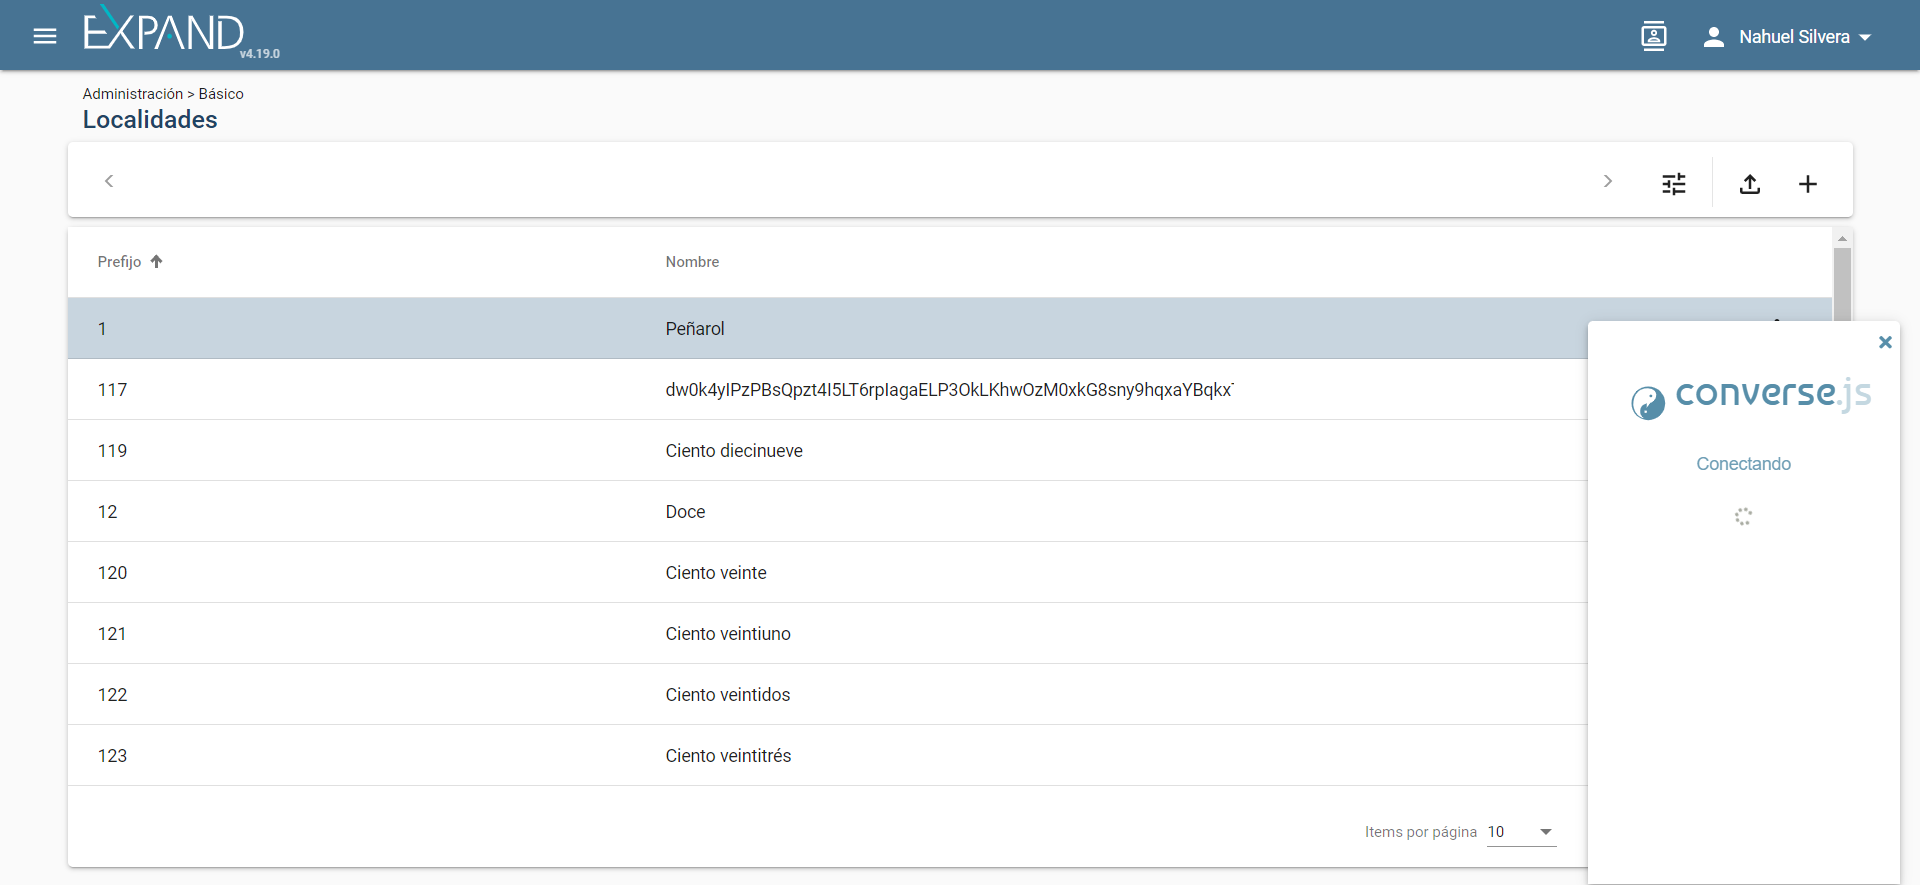 EXPAND
v4.19.0
Nahuel Silvera
Administración > Básico
Localidades
Prefijo Nombre
1 Peñarol
117 dw0k4yIPzPBsQpzt4I5LT6rpIagaELP3OkLKhwOzM0xkG8sny9hqxaYBqkx
119 Ciento diecinueve
12 Doce
120 Ciento veinte
121 Ciento veintiuno
122 Ciento veintidos
123 Ciento veintitrés
Items por página 10
converse.js
Conectando